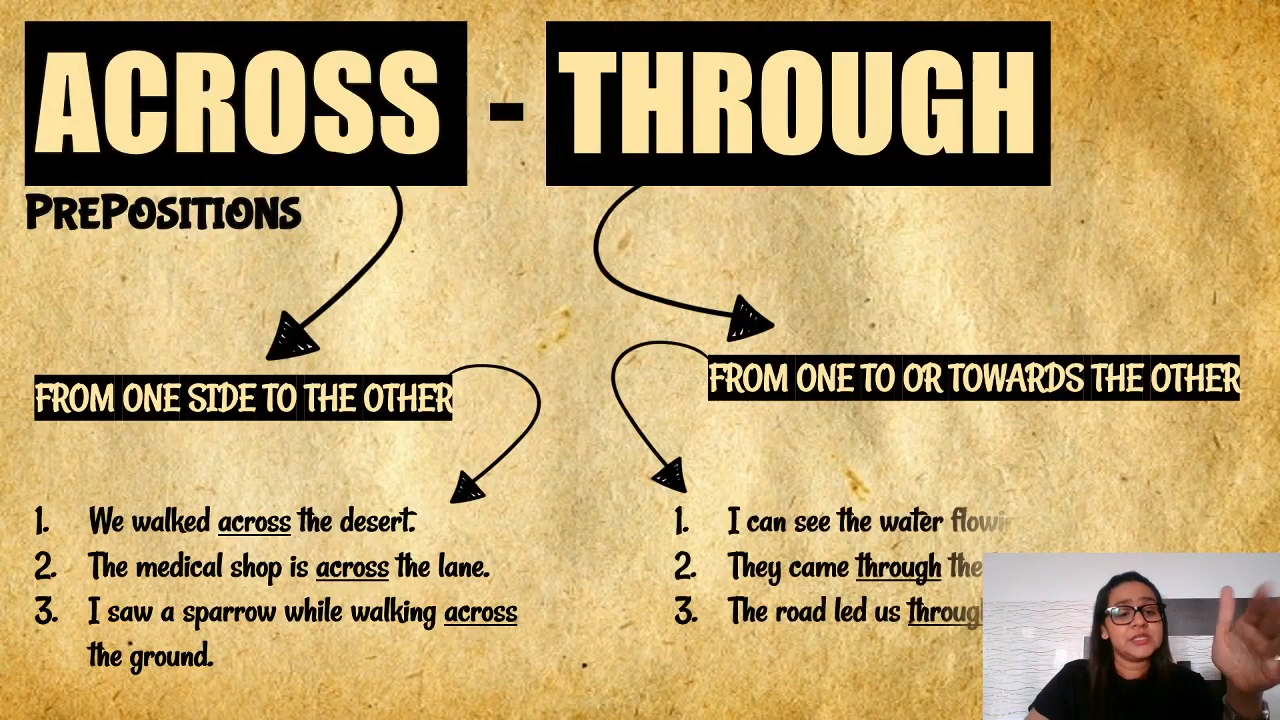 ACROSS - THROUGH
PREPOSITIONS
FROM ONE SIDE TO THE OTHER
FROM ONE TO OR TOWARDS THE OTHER
1. We walked across the desert.
2. The medical shop is across the lane.
3. I saw a sparrow while walking across
the ground.
1. I can see the water
2. They came through the
3. The road led us